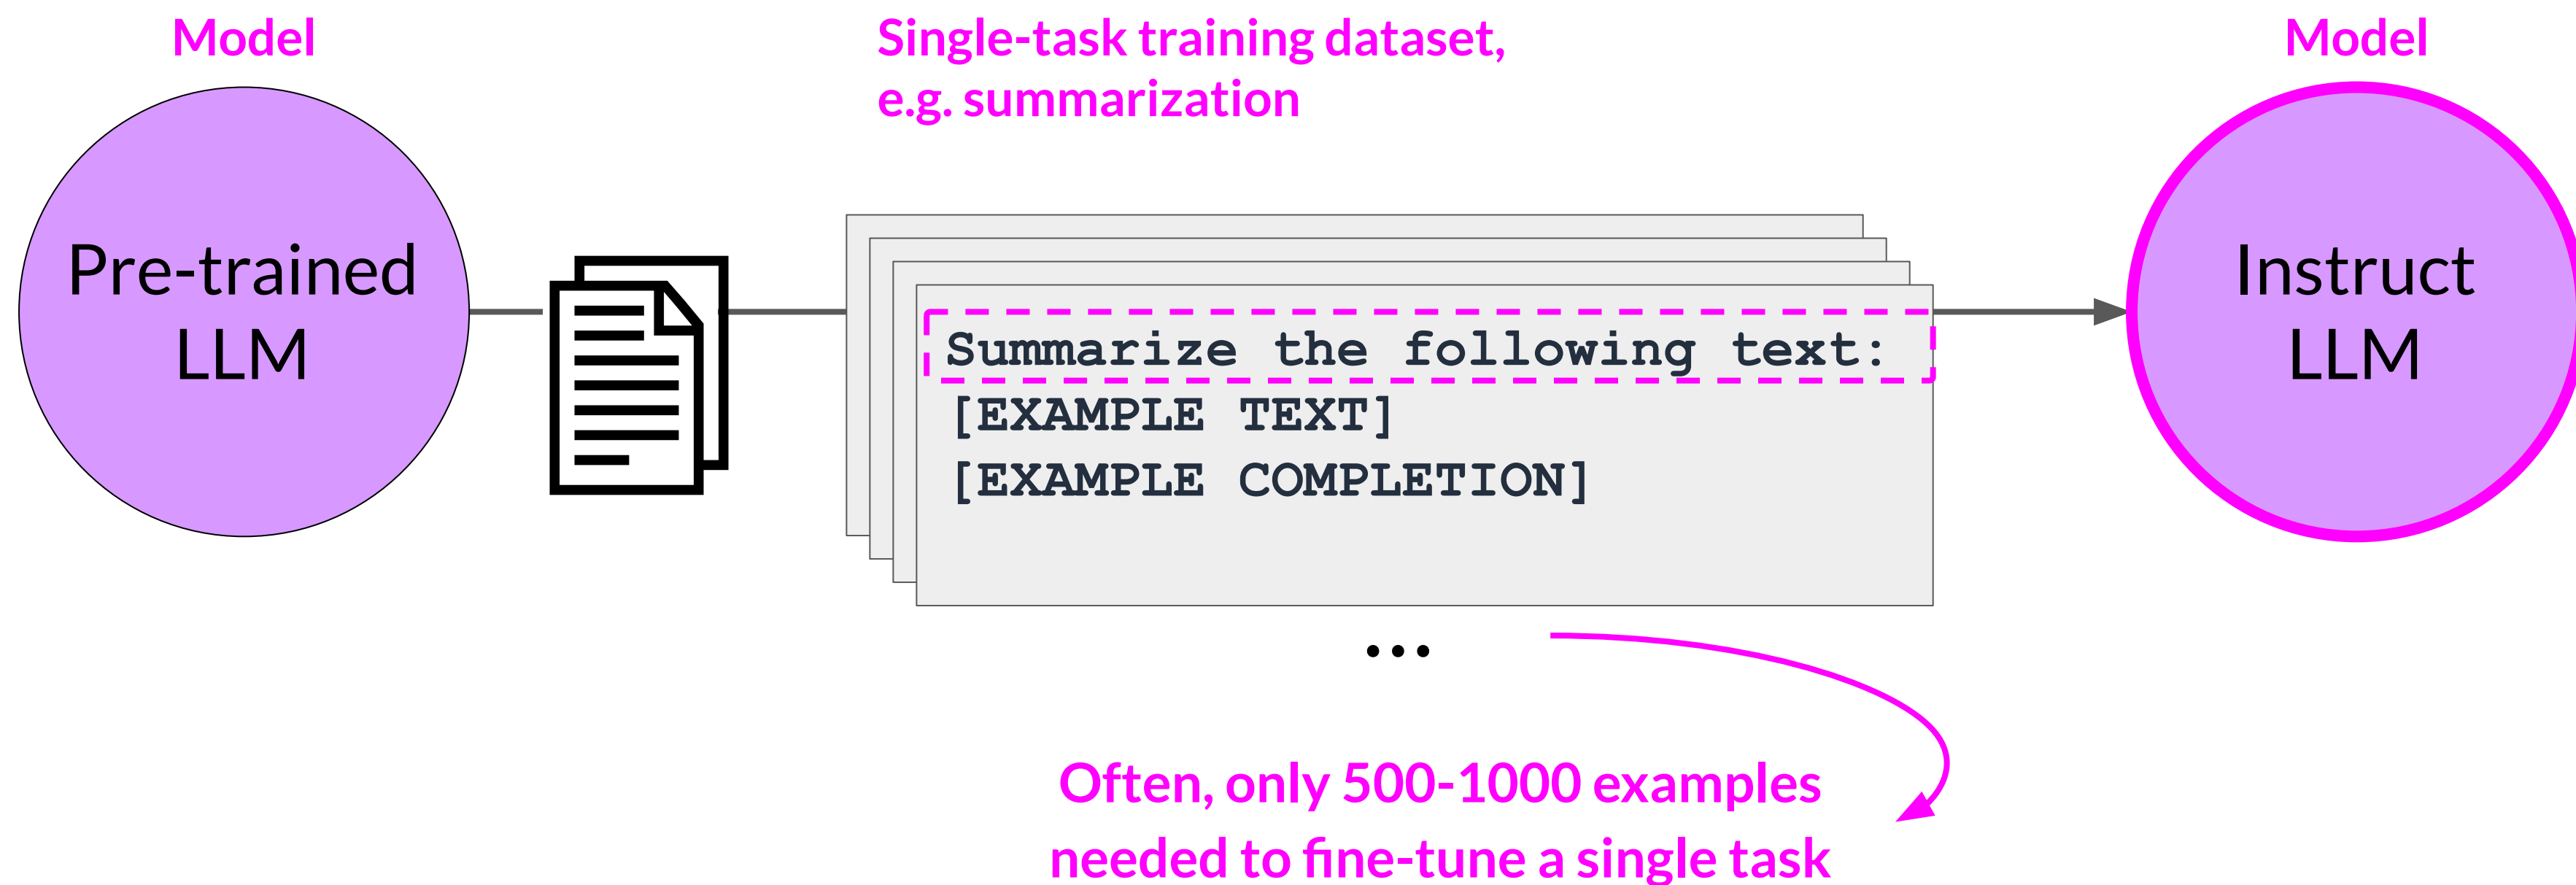 Model
Single-task training dataset,
e.g. summarization
Model
Pre-trained
LLM
Summarize the following text:
[EXAMPLE TEXT]
[EXAMPLE COMPLETION]
...
Instruct
LLM
Often, only 500-1000 examples
needed to fine-tune a single task